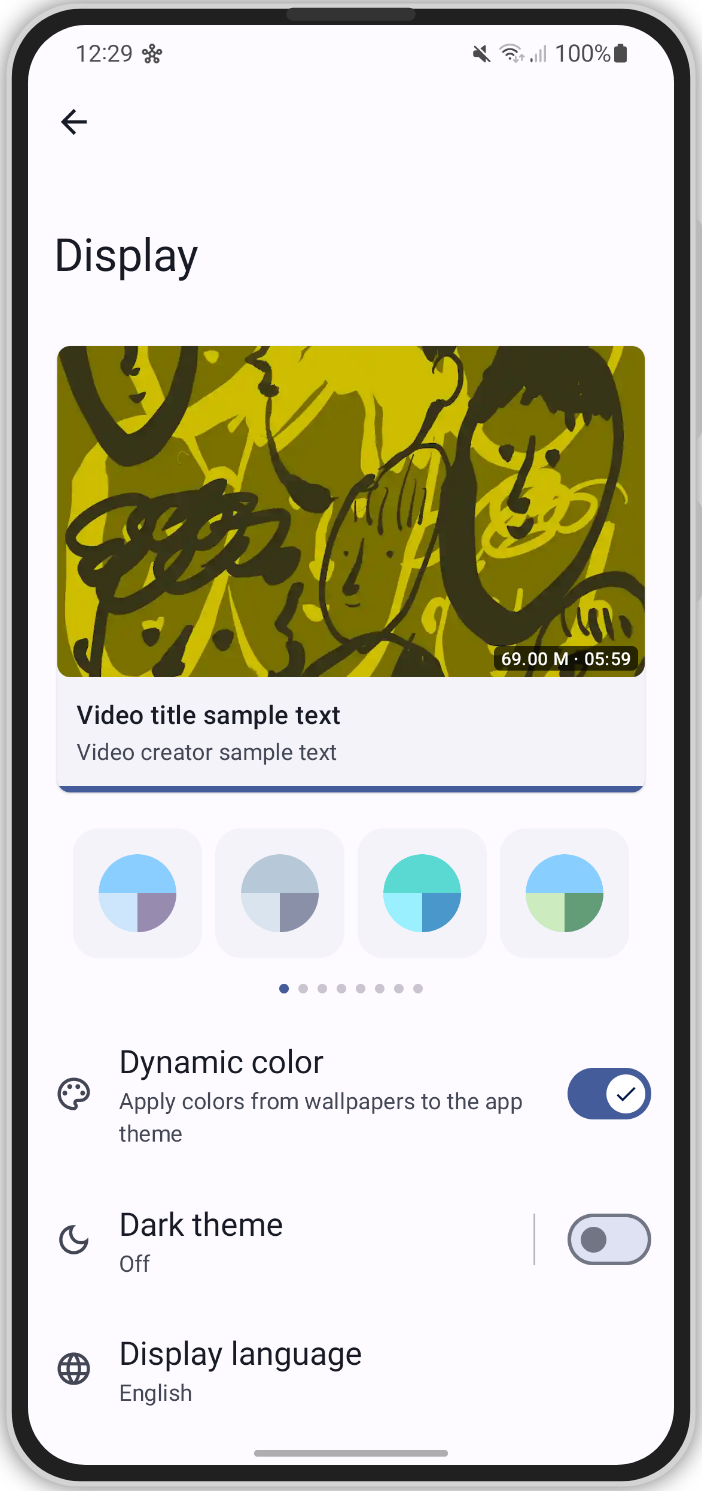 12:29
100%
Display
69.00 M · 05:59
Video title sample text
Video creator sample text
Dynamic color
Apply colors from wallpapers to the app
theme
Dark theme
Off
Display language
English